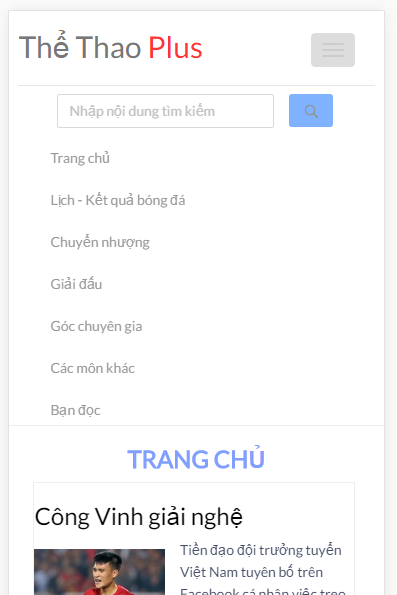 Thể Thao Plus
Nhập nội dung tìm kiếm
Trang chủ
Lịch - Kết quả bóng đá
Chuyển nhượng
Giải đấu
Góc chuyên gia
Các môn khác
Bạn đọc
TRANG CHỦ
Công Vinh giải nghệ
Tiền đạo đội trưởng tuyển
Việt Nam tuyên bố trên
Facebook cá nhân việc treo